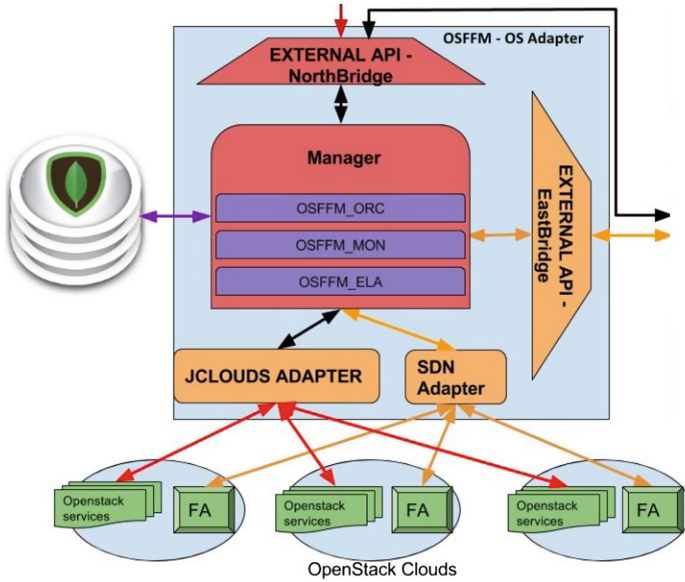 OSFFM - OS Adapter
EXTERNAL API -
NorthBridge
Manager
OSFFM_ORC
OSFFM_MON
OSFFM_ELA
EXTERNAL API -
EastBridge
JCLOUDS ADAPTER
SDN
Adapter
Openstack
services
FA
Openstack
services
FA
Openstack
services
FA
OpenStack Clouds